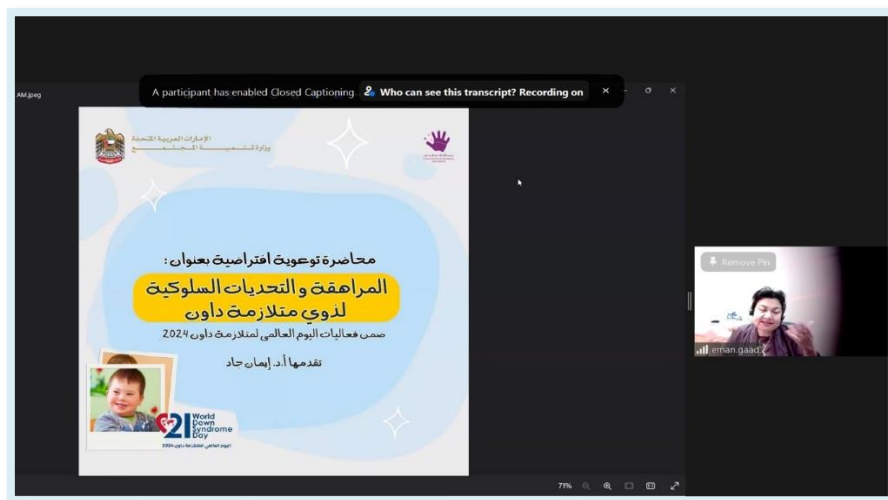 A participant has enabled Closed Captioning. Who can see this transcript? Recording on
AM.jpeg
الإمارات العربية المتحدة
وزارة تنمية المجتمع
محاضرة توعوية افتراضية بعنوان:
المراهقة والتحديات السلوكية
لذوي متلازمة داون
ضمن فعاليات اليوم العالمي لمتلازمة داون 2024
تقدمها أ.د. إيمان جاد
21 World
Down
Syndrome
Day
اليوم العالمي لمتلازمة داون 2024
Remove Pin
eman.gaad
71%